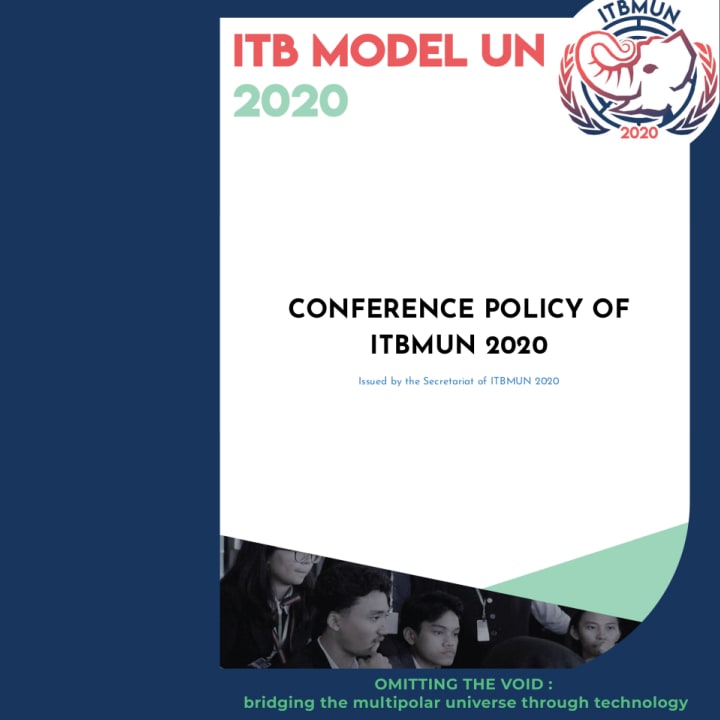 ITB MODEL UN
2020
ITBMUN
2020
CONFERENCE POLICY OF
ITBMUN 2020
Issued by the Secretariat of ITBMUN 2020
OMITTING THE VOID :
bridging the multipolar universe through technology